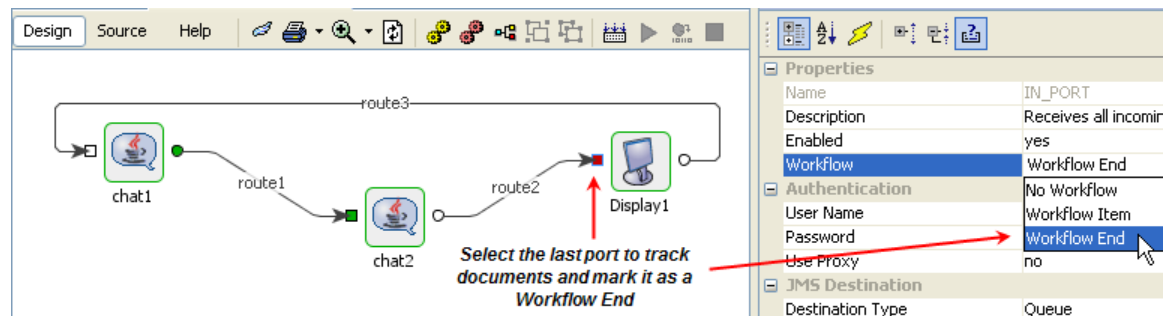 Design Source Help
route3
chat1
route1
chat2
route2
Display1
Select the last port to track
documents and mark it as a
Workflow End
Properties
Name IN_PORT
Description Receives all incomin
Enabled yes
Workflow Workflow End
No Workflow
Workflow Item
Workflow End
Authentication
User Name
Password
Use Proxy no
JMS Destination
Destination Type Queue